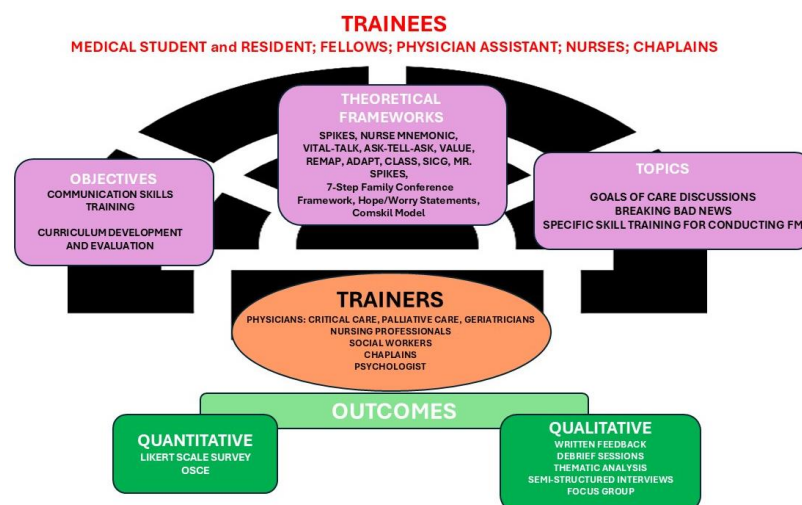 TRAINEES
MEDICAL STUDENT and RESIDENT; FELLOWS; PHYSICIAN ASSISTANT; NURSES; CHAPLAINS
THEORETICAL
FRAMEWORKS
SPIKES, NURSE MNEMONIC,
VITAL-TALK, ASK-TELL-ASK, VALUE,
REMAP, ADAPT, CLASS, SICG, MR.
SPIKES,
7-Step Family Conference
Framework, Hope/Worry Statements,
Comskil Model
OBJECTIVES
COMMUNICATION SKILLS
TRAINING
CURRICULUM DEVELOPMENT
AND EVALUATION
TOPICS
GOALS OF CARE DISCUSSIONS
BREAKING BAD NEWS
SPECIFIC SKILL TRAINING FOR CONDUCTING FM
TRAINERS
PHYSICIANS: CRITICAL CARE, PALLIATIVE CARE, GERIATRICIANS
NURSING PROFESSIONALS
SOCIAL WORKERS
CHAPLAINS
PSYCHOLOGIST
OUTCOMES
QUANTITATIVE
LIKERT SCALE SURVEY
OSCE
QUALITATIVE
WRITTEN FEEDBACK
DEBRIEF SESSIONS
THEMATIC ANALYSIS
SEMI-STRUCTURED INTERVIEWS
FOCUS GROUP